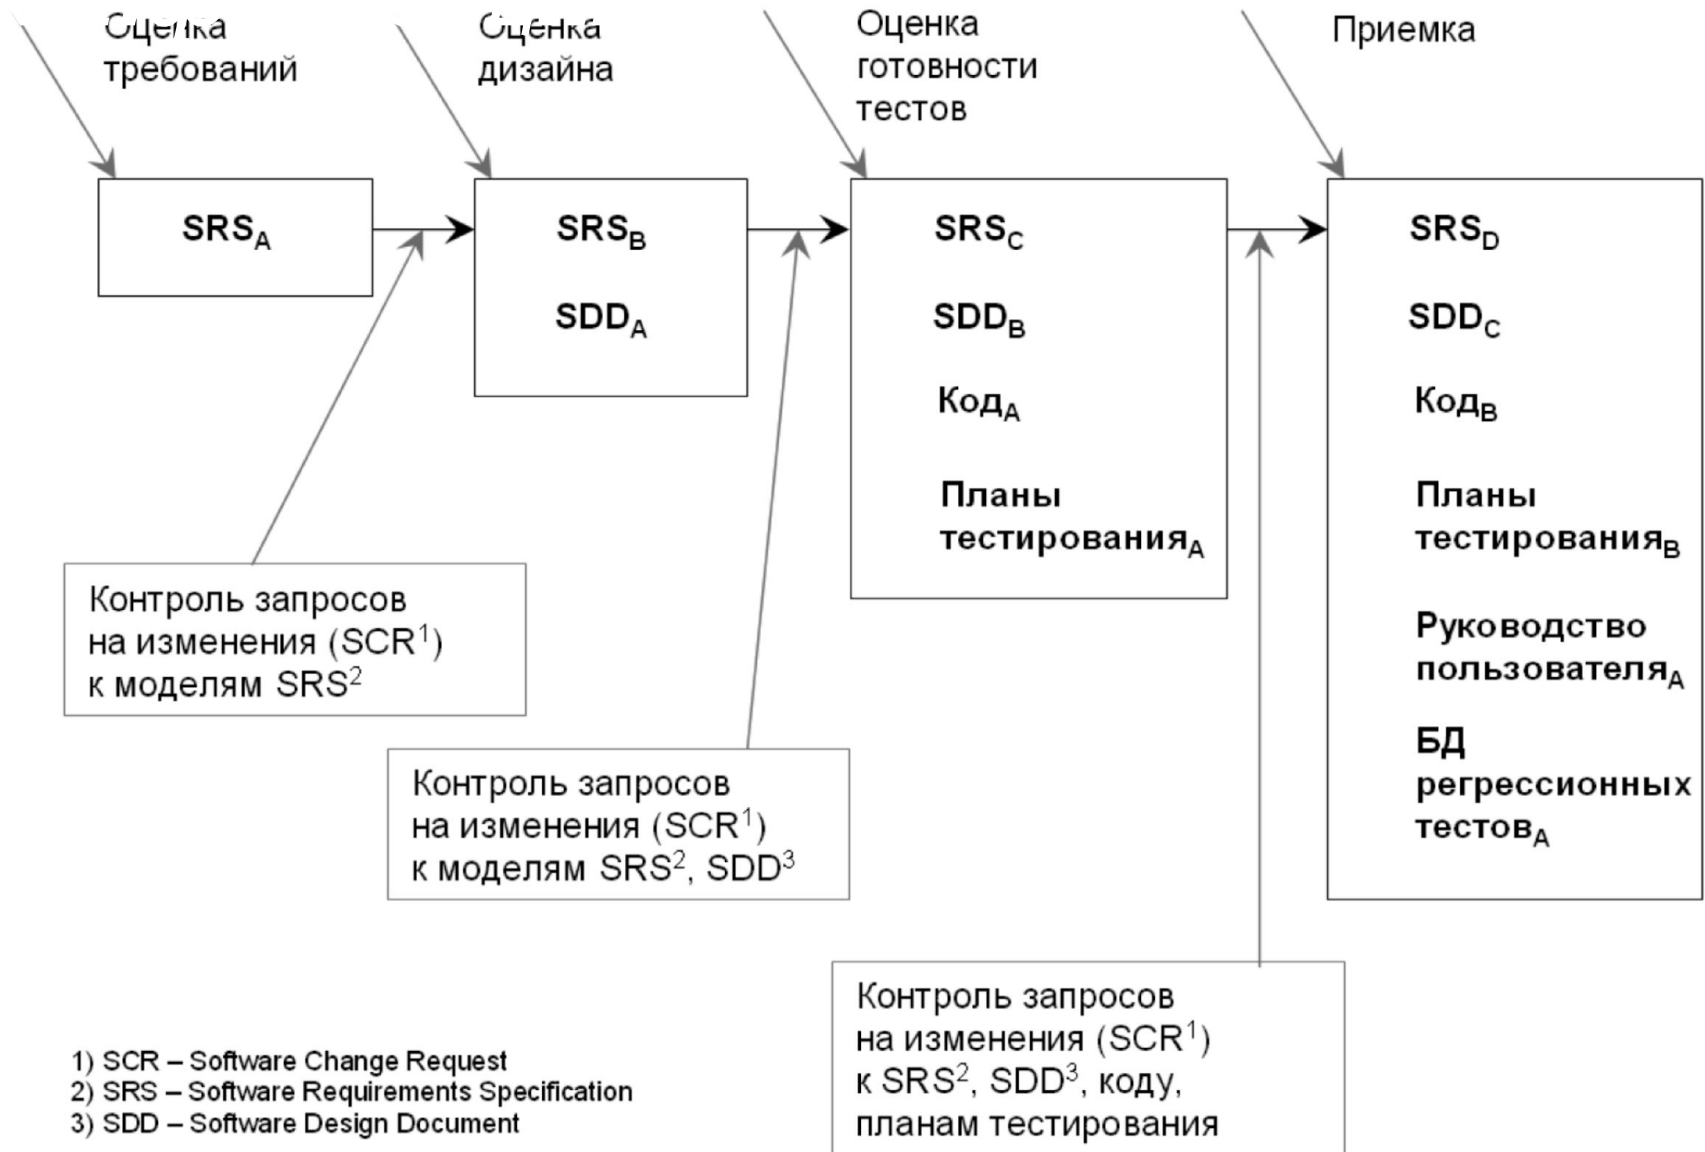 Оценка
требований
Оценка
дизайна
Оценка
готовности
тестов
Приемка
SRSA
SRSB
SDDA
SRSC
SDDB
КодA
Планы
тестированияA
SRSD
SDDC
КодB
Планы
тестированияB
Руководство
пользователяA
БД
регрессионных
тестовA
Контроль запросов
на изменения (SCR1)
к моделям SRS2
Контроль запросов
на изменения (SCR1)
к моделям SRS2, SDD3
Контроль запросов
на изменения (SCR1)
к SRS2, SDD3, коду,
планам тестирования
1) SCR – Software Change Request
2) SRS – Software Requirements Specification
3) SDD – Software Design Document